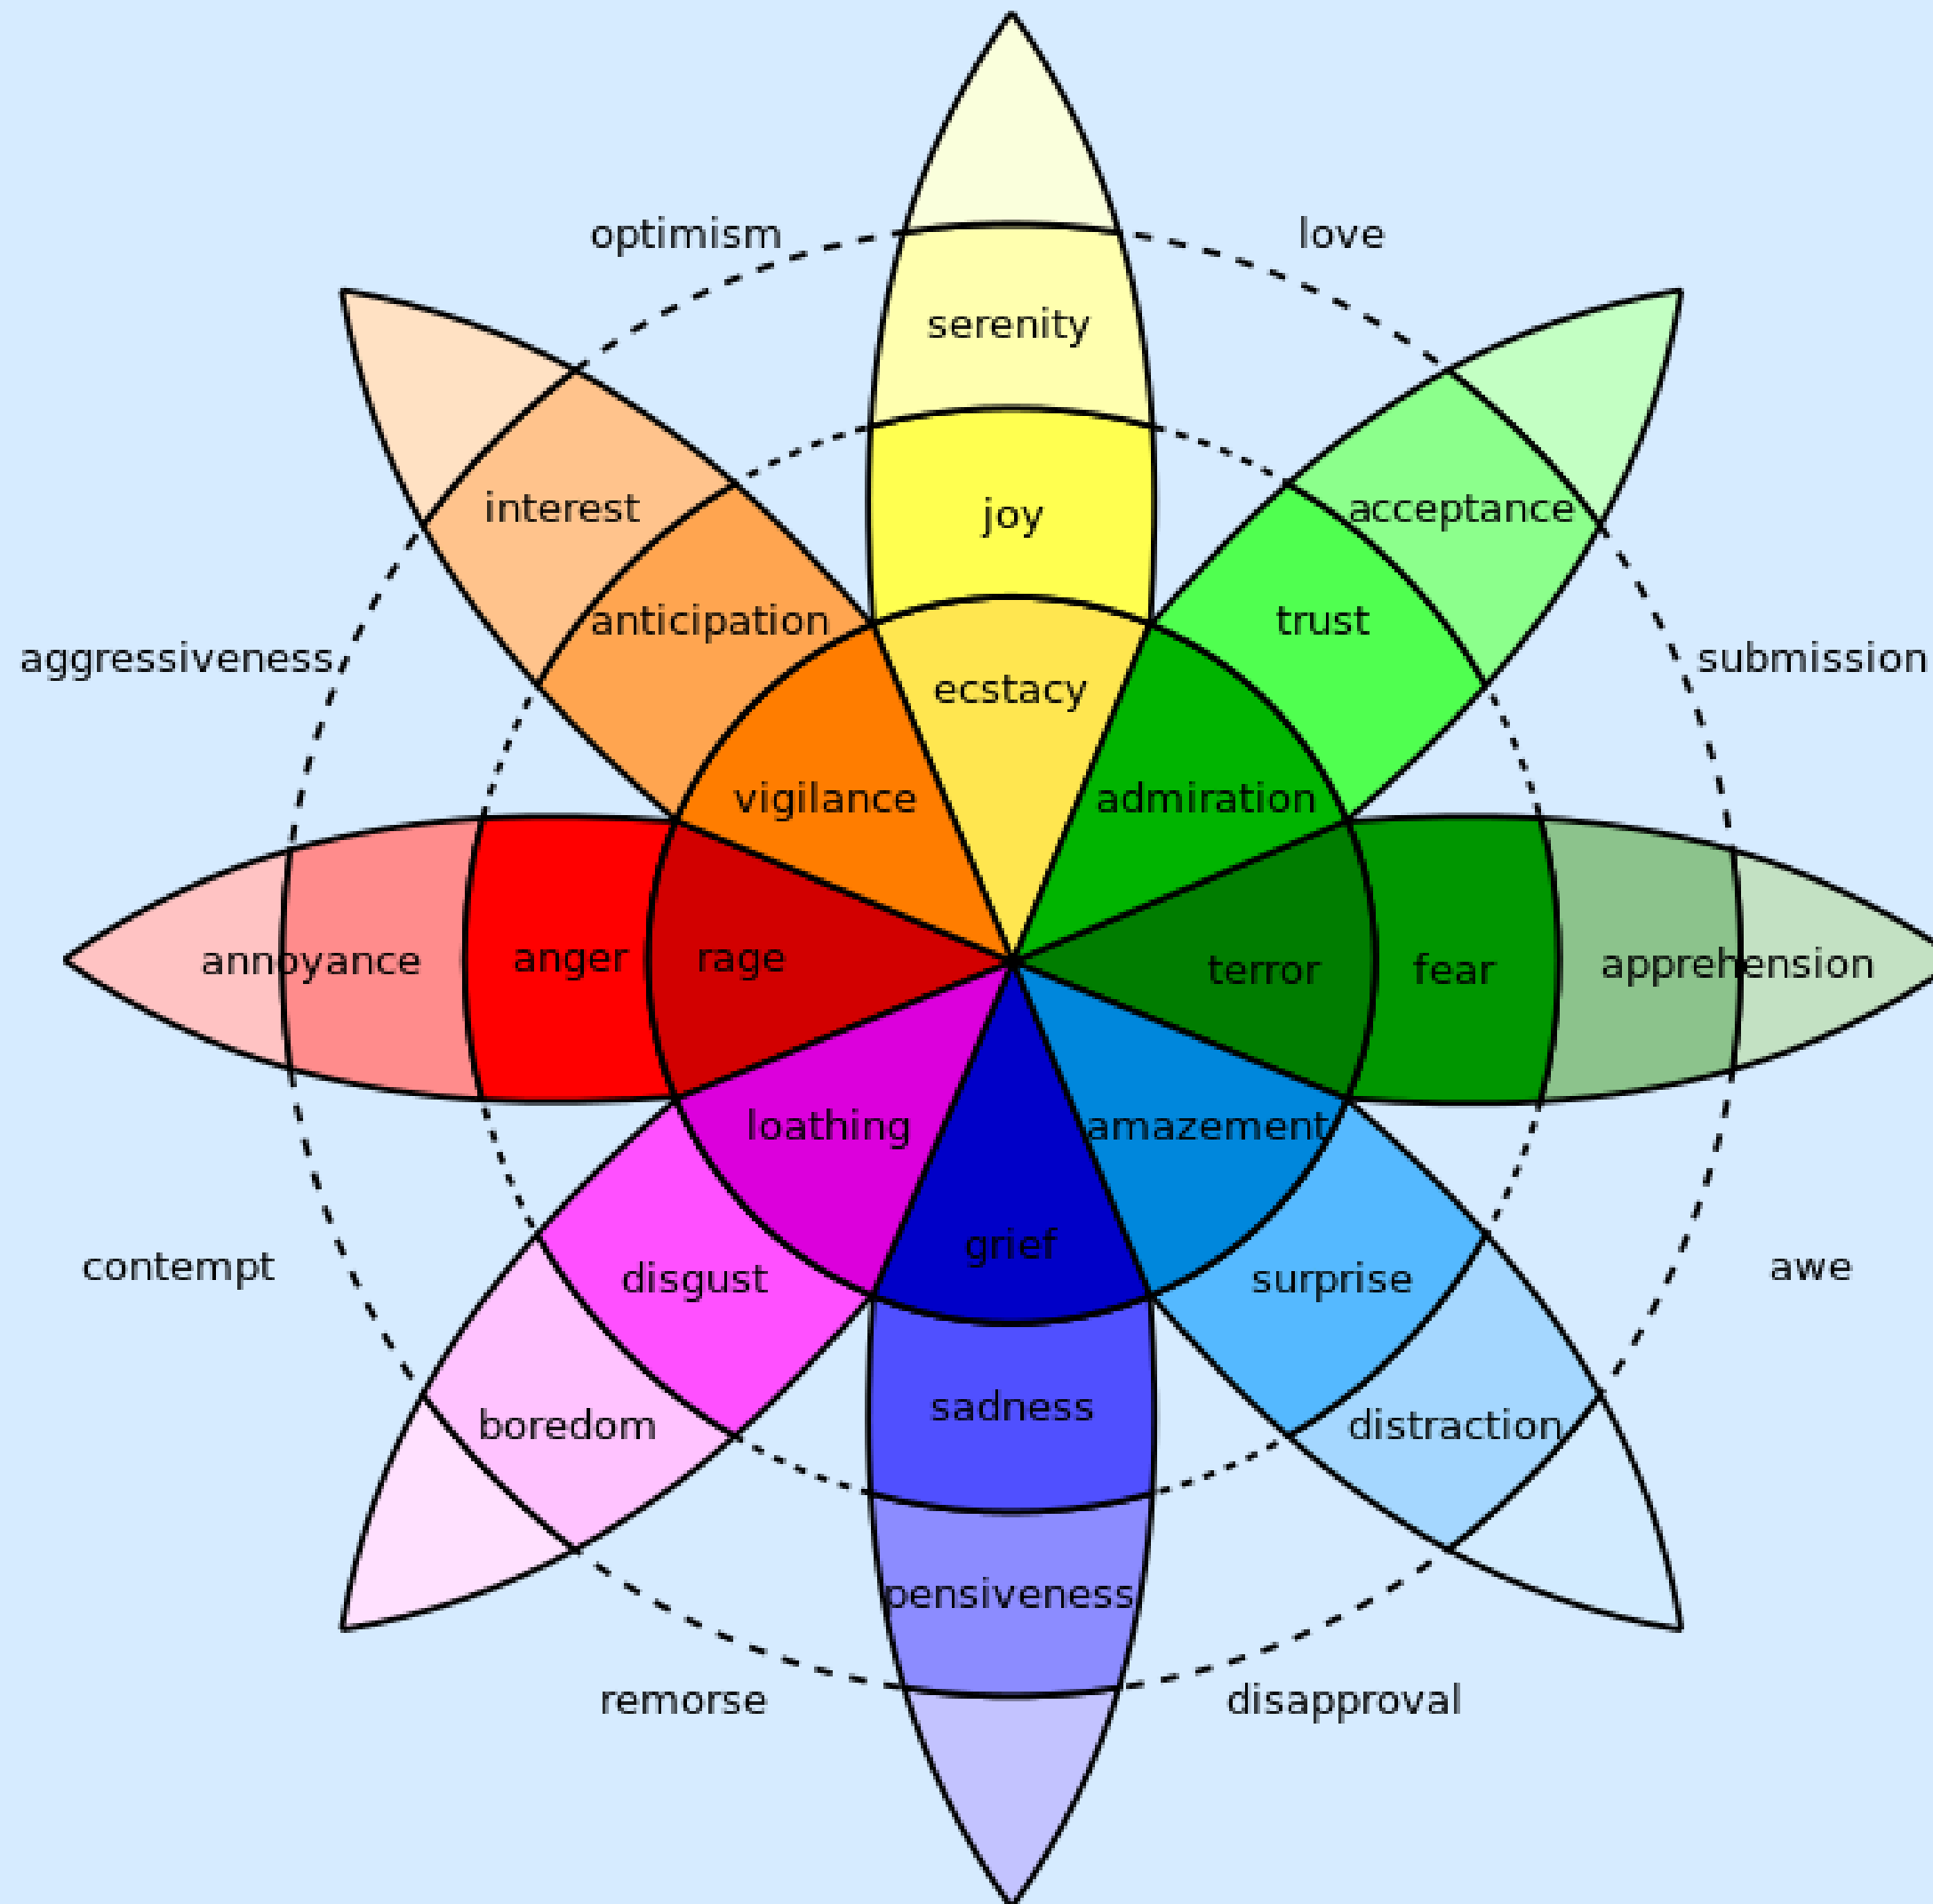 optimism
love
serenity
interest
acceptance
joy
anticipation
trust
aggressiveness
submission
ecstacy
vigilance
admiration
annoyance
anger
rage
terror
fear
apprehension
loathing
amazement
grief
contempt
awe
disgust
surprise
sadness
boredom
distraction
pensiveness
remorse
disapproval